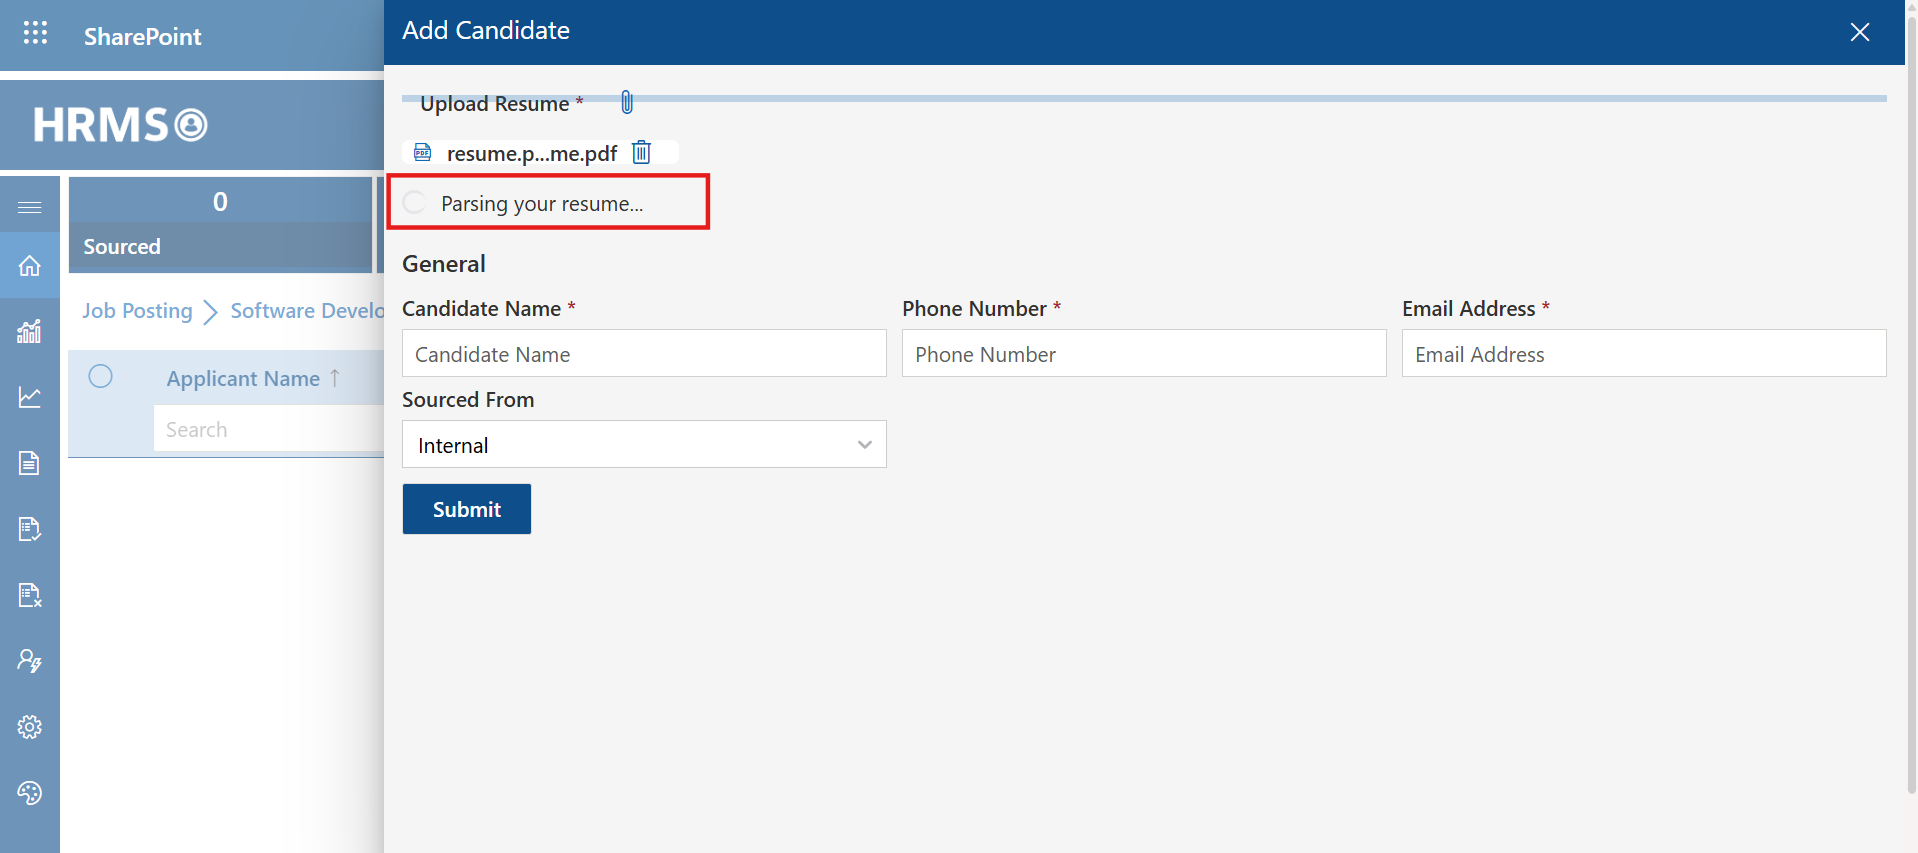 SharePoint
Add Candidate
HRMS
Upload Resume *
PDF
resume.p...me.pdf
Parsing your resume...
0
Sourced
General
Job Posting
Software Develo
Candidate Name *
Phone Number *
Email Address *
Candidate Name
Phone Number
Email Address
Applicant Name ↑
Search
Sourced From
Internal
Submit